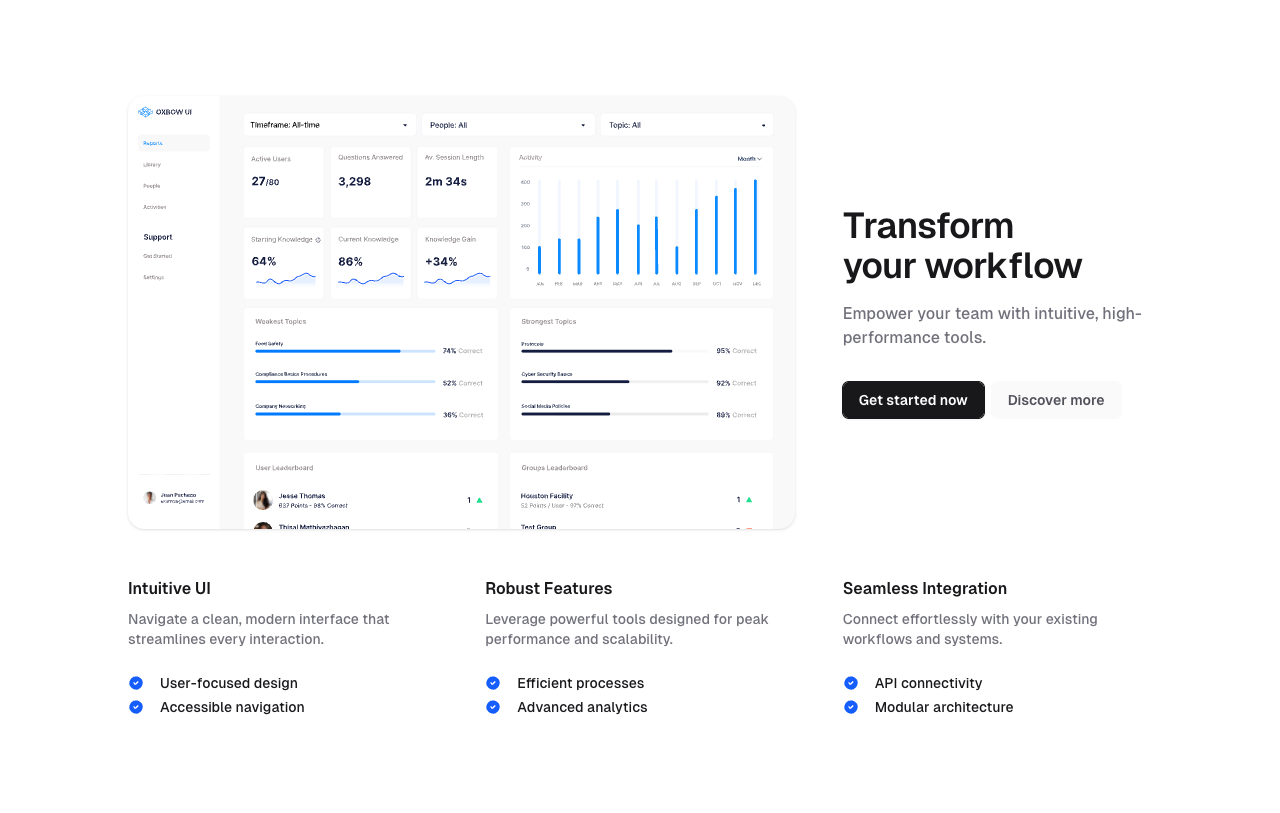 OXBOW UI
Reports
Library
People
Activities
Support
Get Started
Settings
Juan Pacheco
Timeframe: All-time
People: All
Topic: All
Active Users
27/80
Questions Answered
3,298
Av. Session Length
2m 34s
Starting Knowledge
64%
Current Knowledge
86%
Knowledge Gain
+34%
Activity
Month
400
300
200
100
0
JAN FEB MAR APR MAY JUN JUL AUG SEP OCT NOV DEC
Weakest Topics
Food Safety
74% Correct
Compliance Basics Procedures
52% Correct
Company Networking
36% Correct
Strongest Topics
Protocols
95% Correct
Cyber Security Basics
92% Correct
Social Media Policies
89% Correct
User Leaderboard
Jesse Thomas
637 Points - 98% Correct
1
Thisal Mathiyazhagan
Groups Leaderboard
Houston Facility
52 Points / User - 97% Correct
1
Test Group
Transform
your workflow
Empower your team with intuitive, high-
performance tools.
Get started now
Discover more
Intuitive UI
Navigate a clean, modern interface that
streamlines every interaction.
User-focused design
Accessible navigation
Robust Features
Leverage powerful tools designed for peak
performance and scalability.
Efficient processes
Advanced analytics
Seamless Integration
Connect effortlessly with your existing
workflows and systems.
API connectivity
Modular architecture